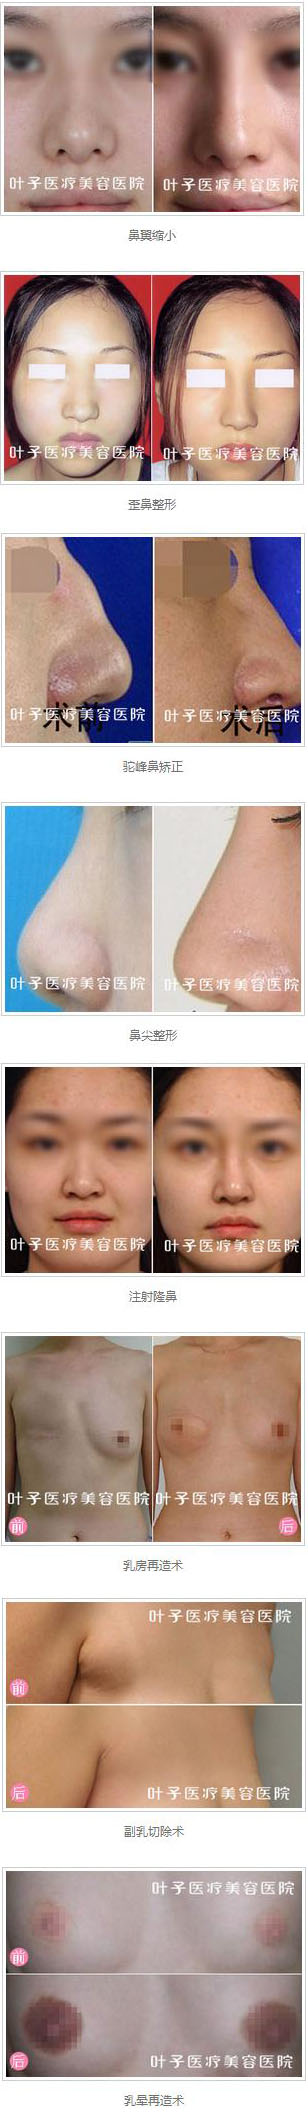 叶子医疗美容医院 叶子医疗美容医院
鼻翼缩小
叶子医疗美容医院 叶子医疗美容医院
歪鼻整形
术前 术后
叶子医疗美容医院 叶子医疗美容医院
驼峰鼻矫正
叶子医疗美容医院 叶子医疗美容医院
鼻尖整形
叶子医疗美容医院 叶子医疗美容医院
注射隆鼻
叶子医疗美容医院 叶子医疗美容医院
前 后
乳房再造术
叶子医疗美容医院
前
后 叶子医疗美容医院
副乳切除术
叶子医疗美容医院
前
后 叶子医疗美容医院
乳晕再造术